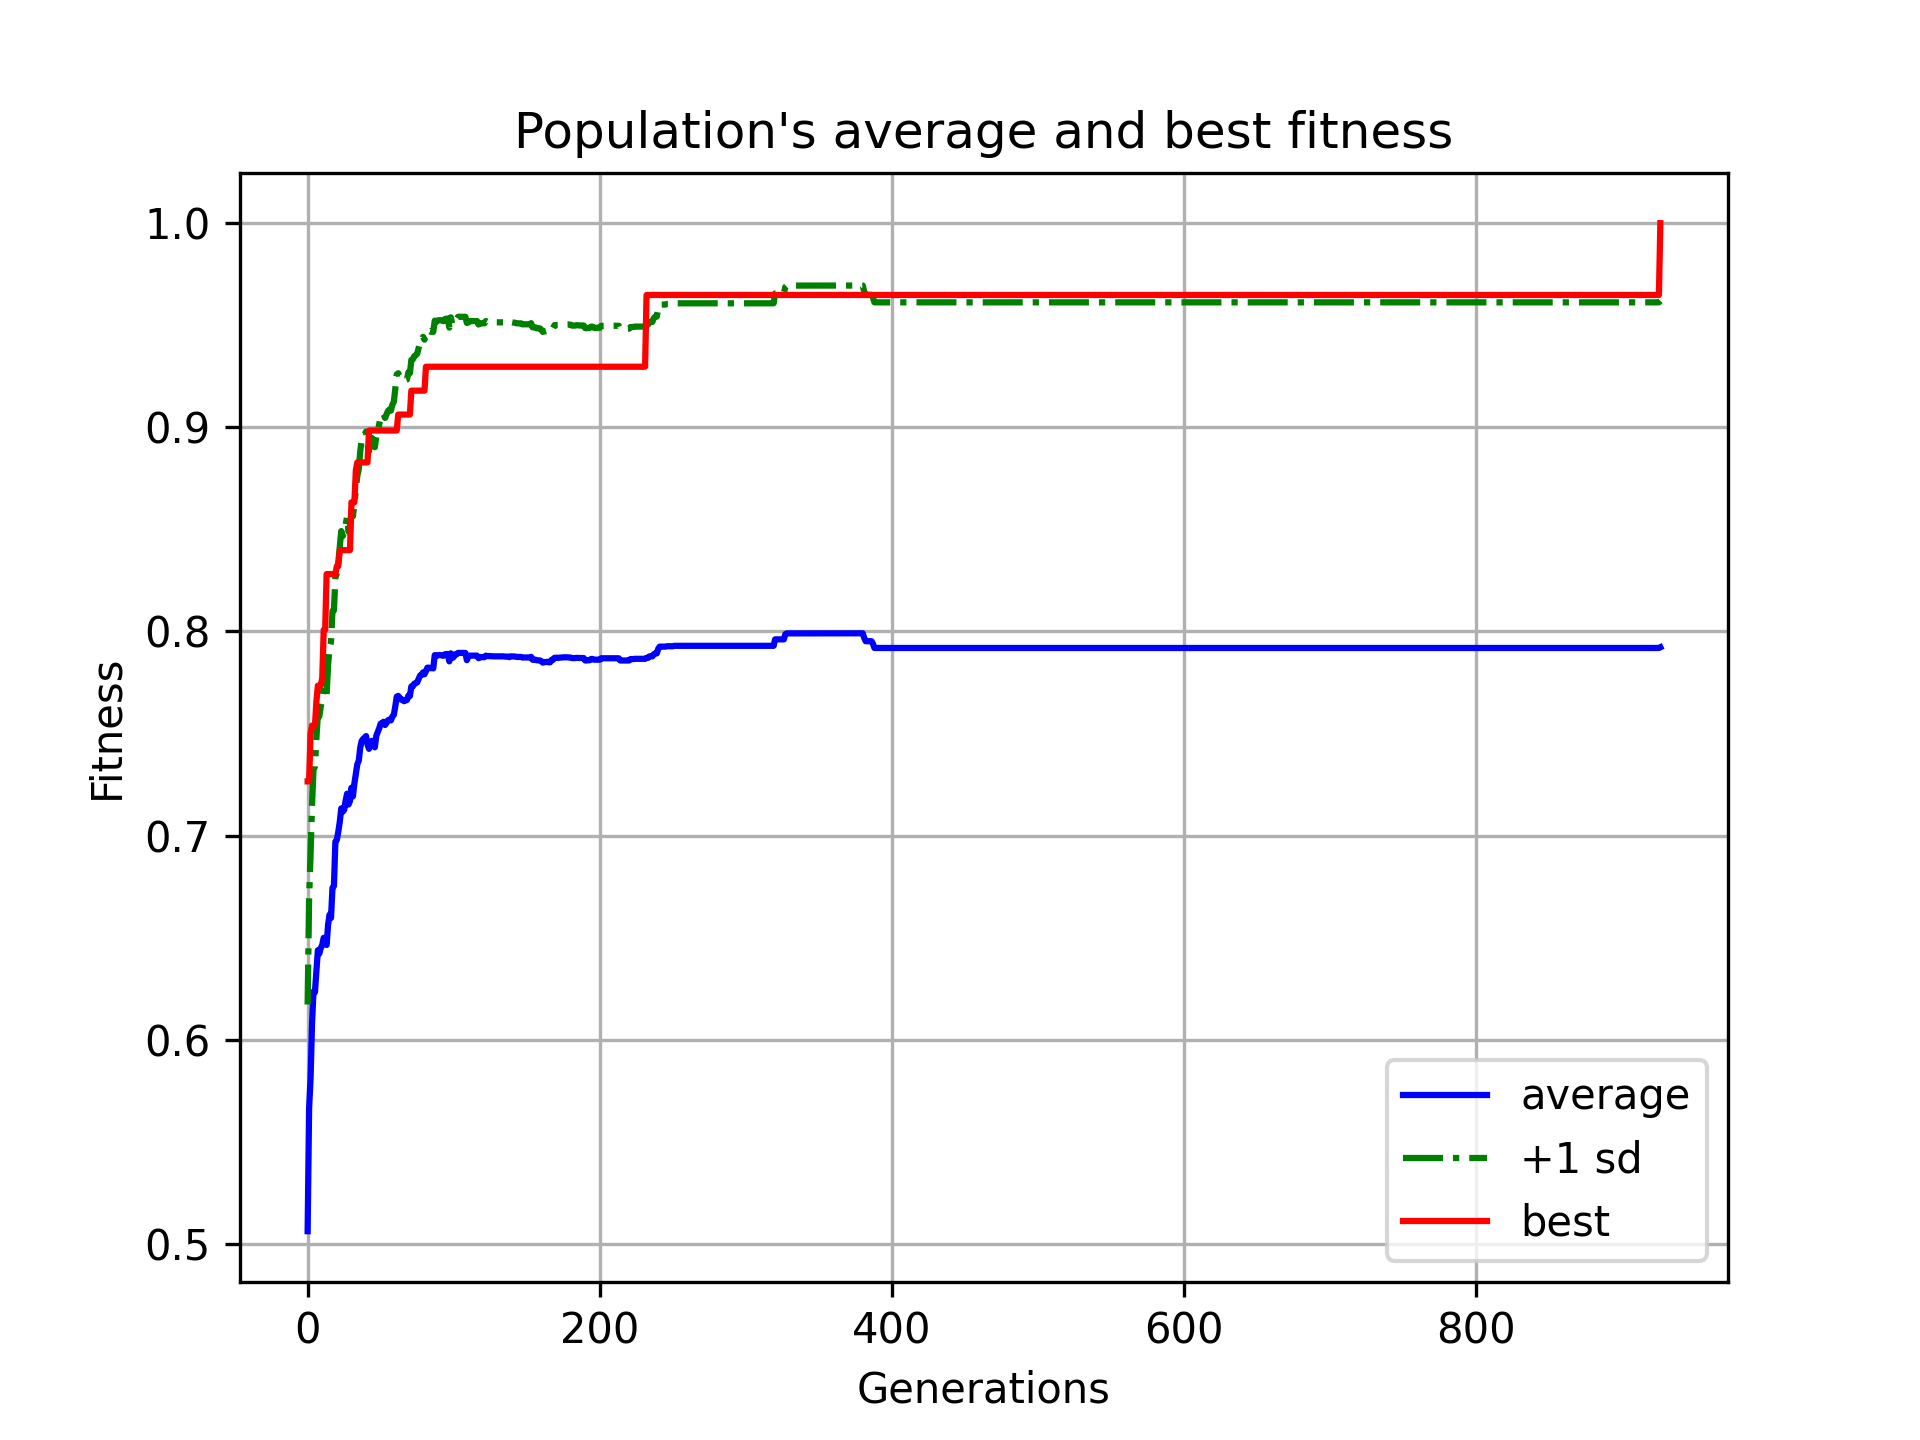 Population's average and best fitness
1.0
0.9
0.8
0.7
0.6
0.5
Fitness
average
+1 sd
best
0 200 400 600 800
Generations